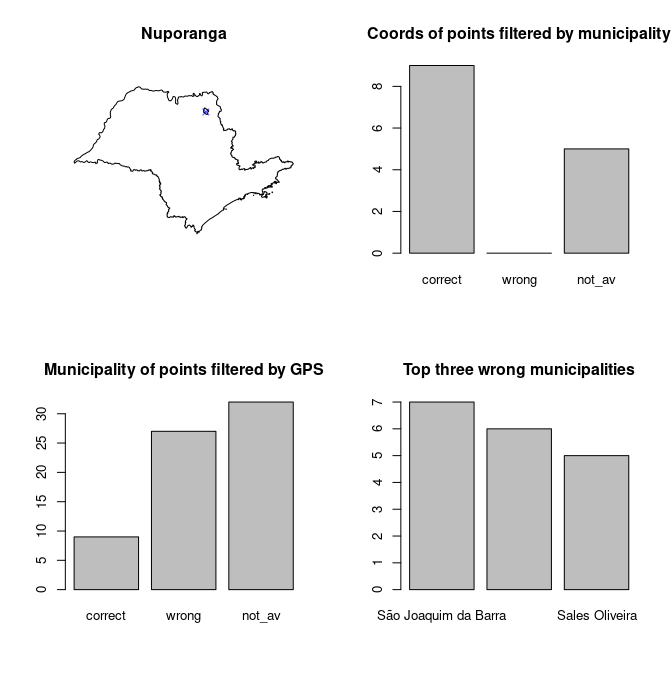 Nuporanga
Coords of points filtered by municipality
8
6
4
2
0
correct wrong not_av
Municipality of points filtered by GPS
30
25
20
15
10
5
0
correct wrong not_av
Top three wrong municipalities
7
6
5
4
3
2
1
0
São Joaquim da Barra Sales Oliveira